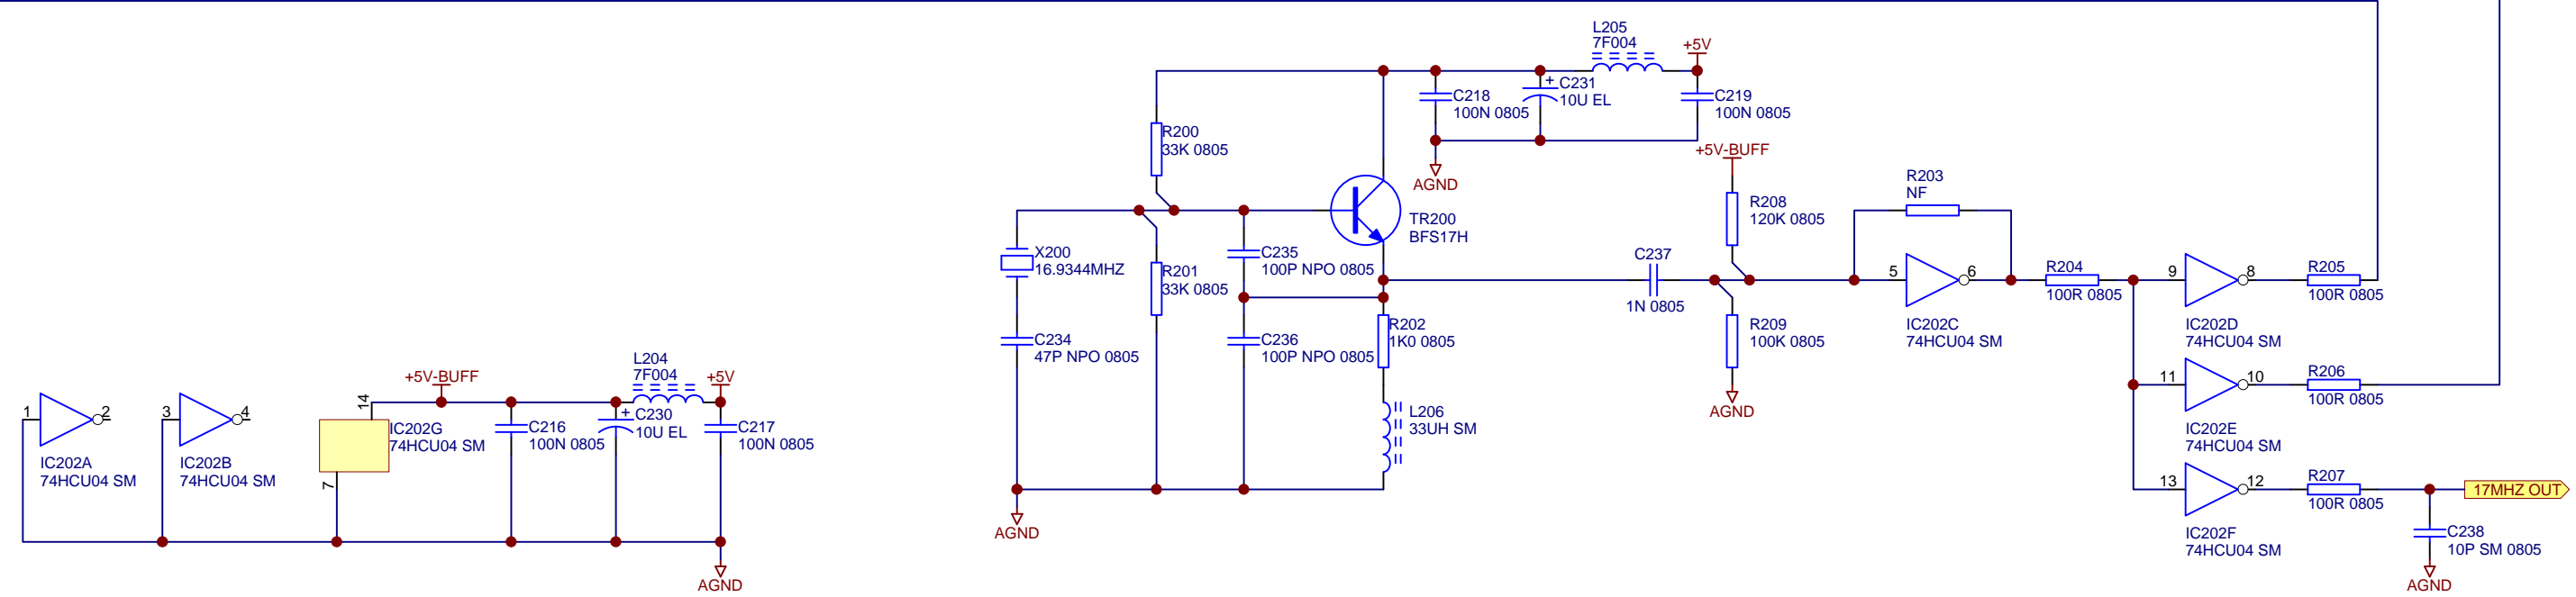 1
2
IC202A
74HCU04 SM
3
4
IC202B
74HCU04 SM
14
7
IC202G
74HCU04 SM
+5V-BUFF
C216
100N 0805
+
C230
10U EL
L204
7F004
+5V
C217
100N 0805
AGND
X200
16.9344MHZ
C234
47P NPO 0805
AGND
R200
33K 0805
R201
33K 0805
C235
100P NPO 0805
C236
100P NPO 0805
TR200
BFS17H
R202
1K0 0805
L206
33UH SM
C218
100N 0805
AGND
+
C231
10U EL
L205
7F004
+5V
C219
100N 0805
C237
1N 0805
+5V-BUFF
R208
120K 0805
R209
100K 0805
AGND
R203
NF
5
6
IC202C
74HCU04 SM
R204
100R 0805
9
8
IC202D
74HCU04 SM
R205
100R 0805
11
10
IC202E
74HCU04 SM
R206
100R 0805
13
12
IC202F
74HCU04 SM
R207
100R 0805
17MHZ OUT
C238
10P SM 0805
AGND